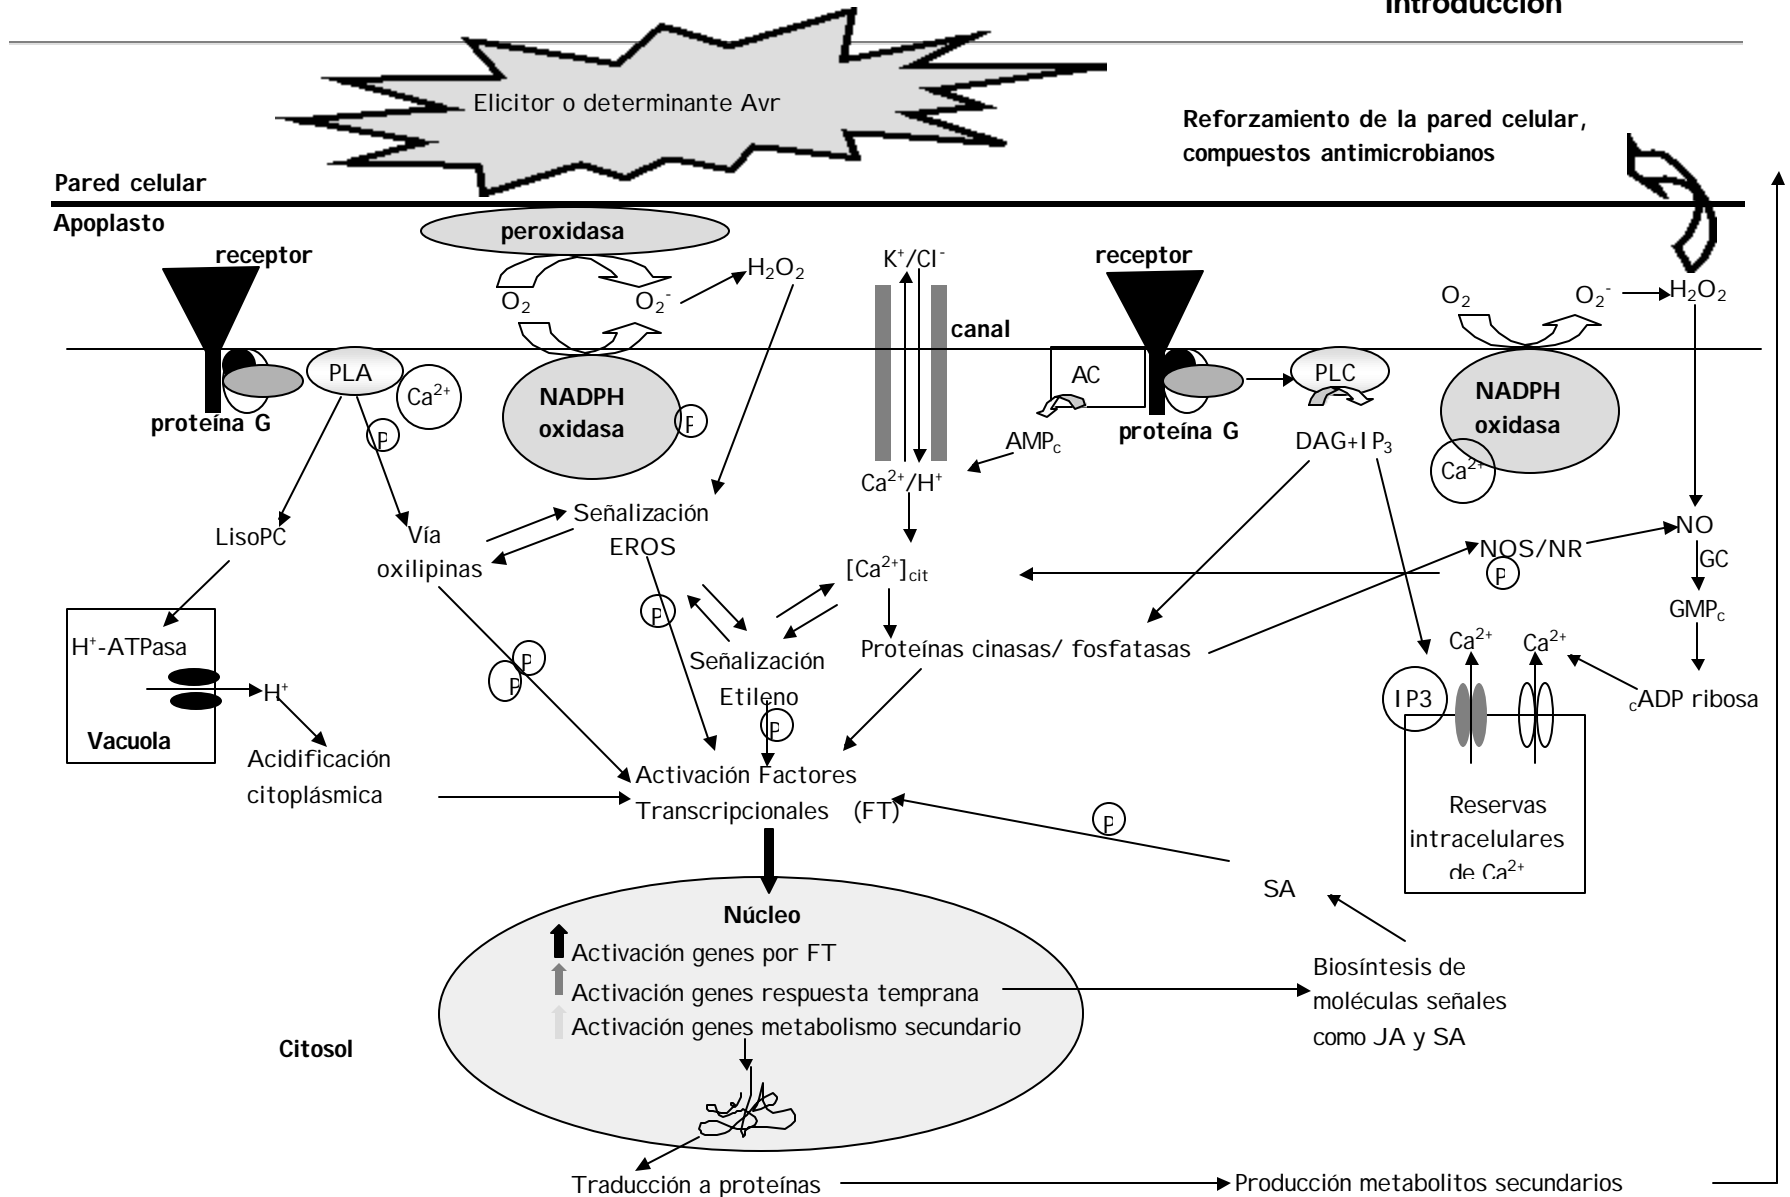 Introducción
Elicitor o determinante Avr
Reforzamiento de la pared celular,
compuestos antimicrobianos
Pared celular
Apoplasto
receptor
peroxidasa
H₂O₂
K⁺/Cl⁻
receptor
O₂
O₂⁻
O₂
O₂⁻
H₂O₂
canal
PLA
Ca²⁺
AC
PLC
NADPH
oxidasa
P
NADPH
oxidasa
proteína G
P
AMPc
proteína G
DAG+IP₃
Ca²⁺
Ca²⁺/H⁺
LisoPC
Vía
oxilipinas
Señalización
EROS
[Ca²⁺]cit
NOS/NR
P
NO
GC
GMPc
P
H⁺-ATPasa
Señalización
Etileno
Proteínas cinasas/ fosfatasas
Ca²⁺
Ca²⁺
P
P
H⁺
IP3
cADP ribosa
Vacuola
P
Acidificación
citoplásmica
Activación Factores
Transcripcionales (FT)
P
Reservas
intracelulares
de Ca²⁺
SA
Núcleo
Activación genes por FT
Activación genes respuesta temprana
Activación genes metabolismo secundario
Biosíntesis de
moléculas señales
como JA y SA
Citosol
Traducción a proteínas
Producción metabolitos secundarios